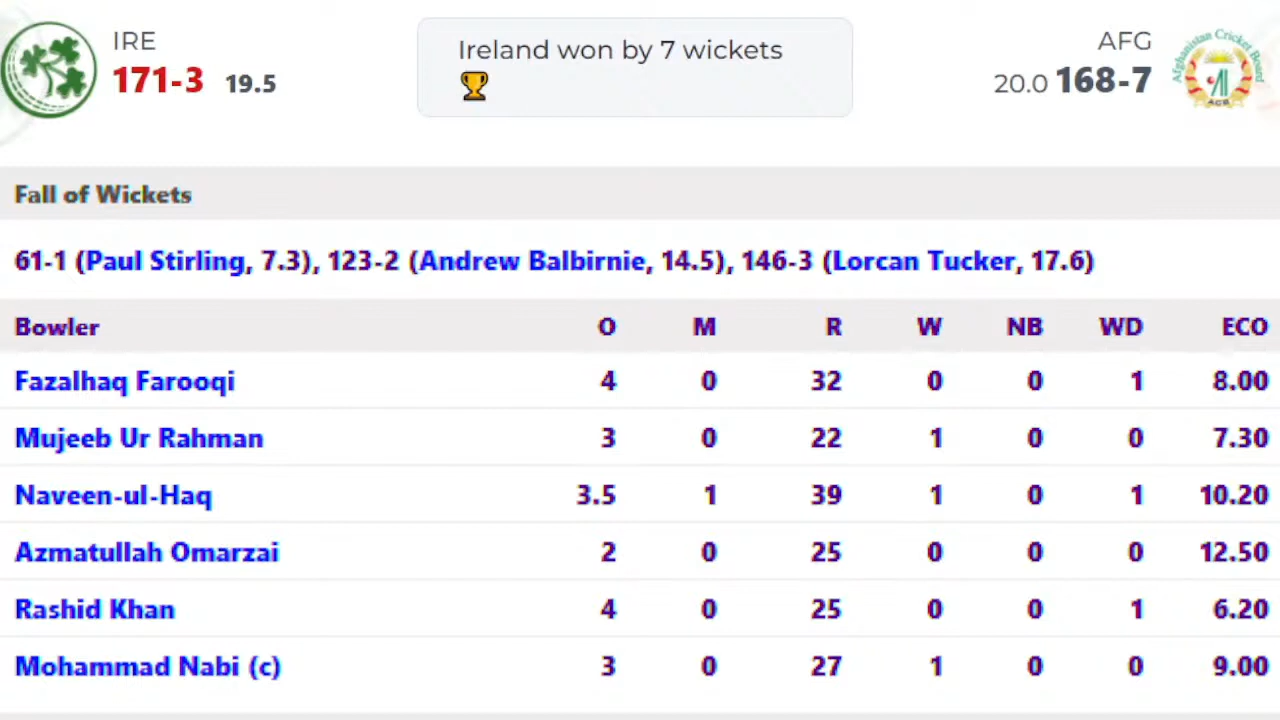 IRE
171-3 19.5
Ireland won by 7 wickets
AFG
20.0 168-7
Afghanistan Cricket Board
ACB
Fall of Wickets
61-1 (Paul Stirling, 7.3), 123-2 (Andrew Balbirnie, 14.5), 146-3 (Lorcan Tucker, 17.6)
Bowler O M R W NB WD ECO
Fazalhaq Farooqi 4 0 32 0 0 1 8.00
Mujeeb Ur Rahman 3 0 22 1 0 0 7.30
Naveen-ul-Haq 3.5 1 39 1 0 1 10.20
Azmatullah Omarzai 2 0 25 0 0 0 12.50
Rashid Khan 4 0 25 0 0 1 6.20
Mohammad Nabi (c) 3 0 27 1 0 0 9.00